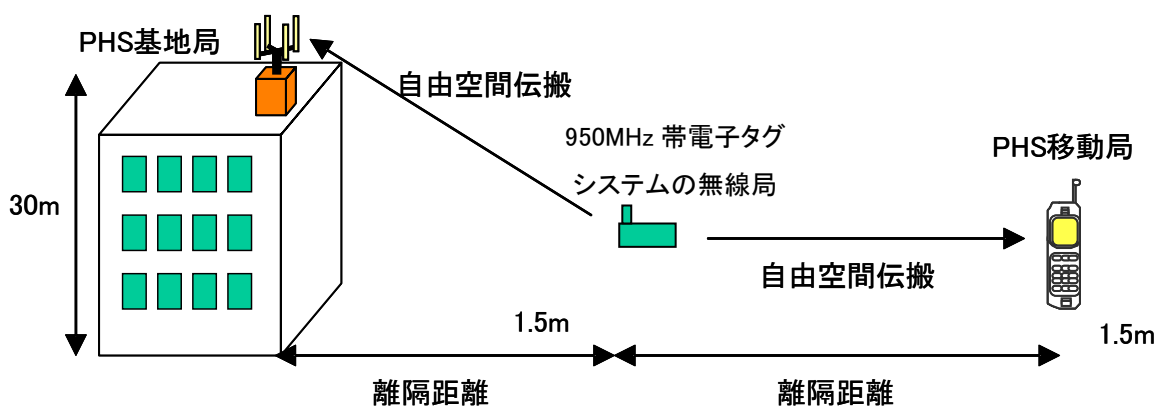 PHS基地局
自由空間伝搬
950MHz 帯電子タグ
システムの無線局
PHS移動局
30m
自由空間伝搬
1.5m
1.5m
離隔距離
離隔距離